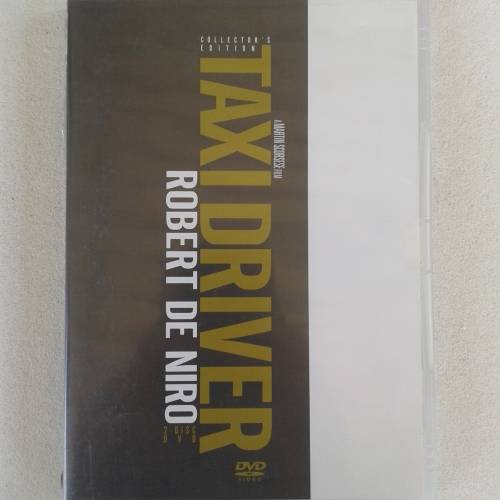 COLLECTOR'S
EDITION
A MARTIN SCORSESE FILM
TAXI DRIVER
ROBERT DE NIRO
2-DISC
DVD
DVD
VIDEO